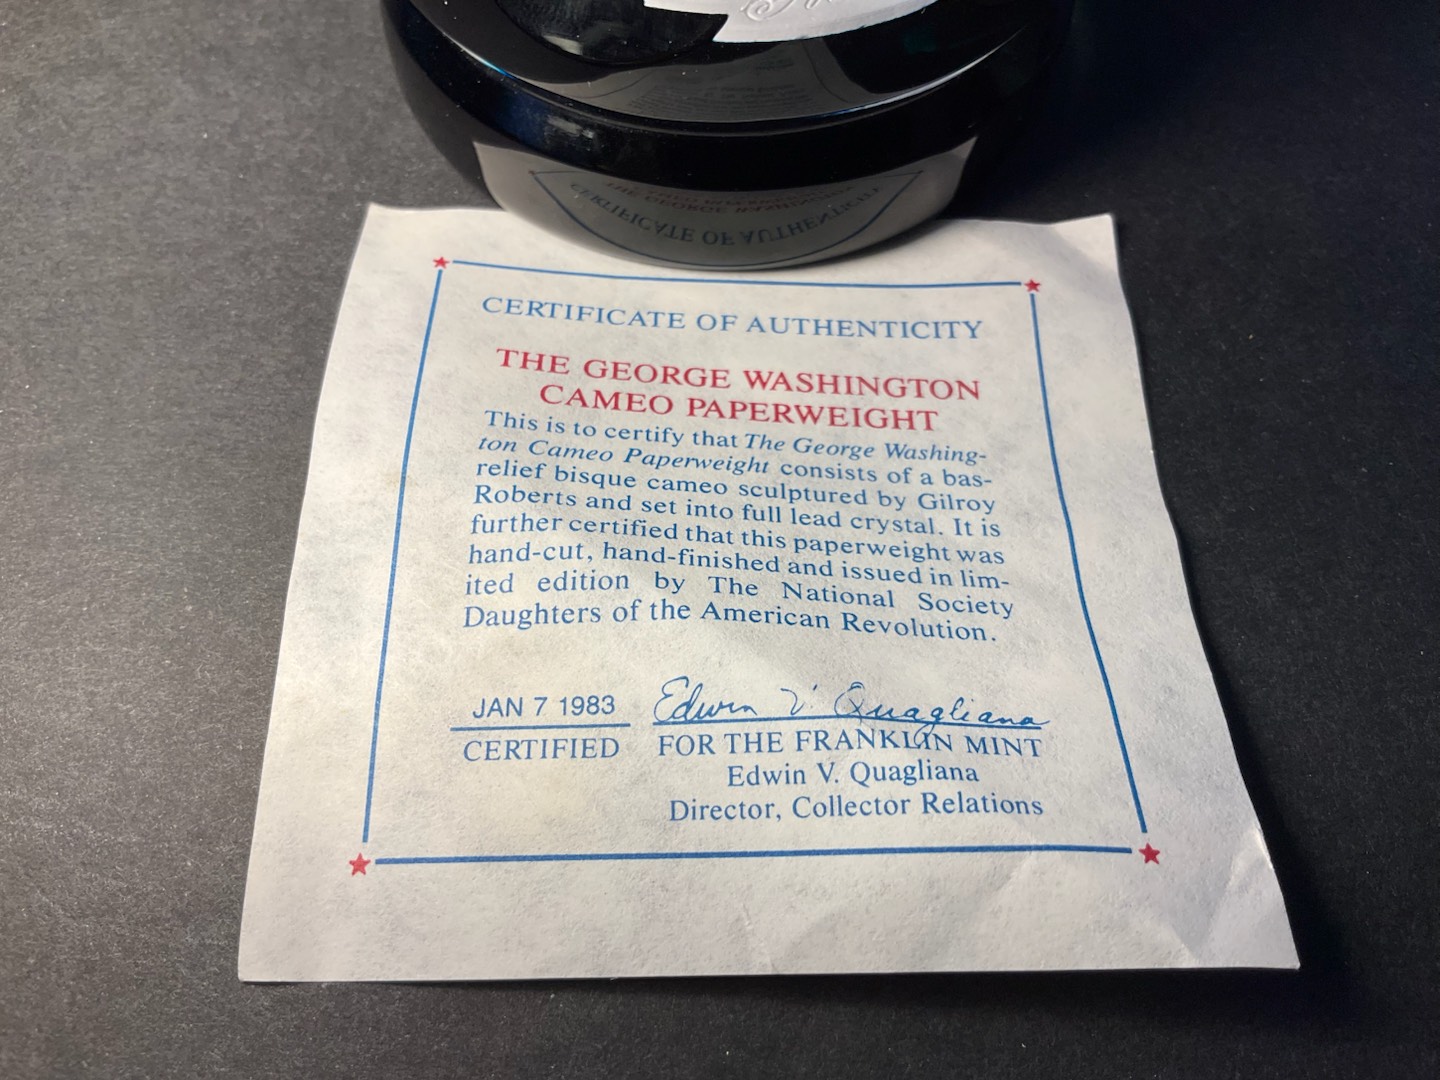 CERTIFICATE OF AUTHENTICITY
THE GEORGE WASHINGTON
CAMEO PAPERWEIGHT
This is to certify that The George Washing-
ton Cameo Paperweight consists of a bas-
relief bisque cameo sculptured by Gilroy
Roberts and set into full lead crystal. It is
further certified that this paperweight was
hand-cut, hand-finished and issued in lim-
ited edition by The National Society
Daughters of the American Revolution.
JAN 7 1983
CERTIFIED
Edwin V. Quagliana
FOR THE FRANKLIN MINT
Edwin V. Quagliana
Director, Collector Relations